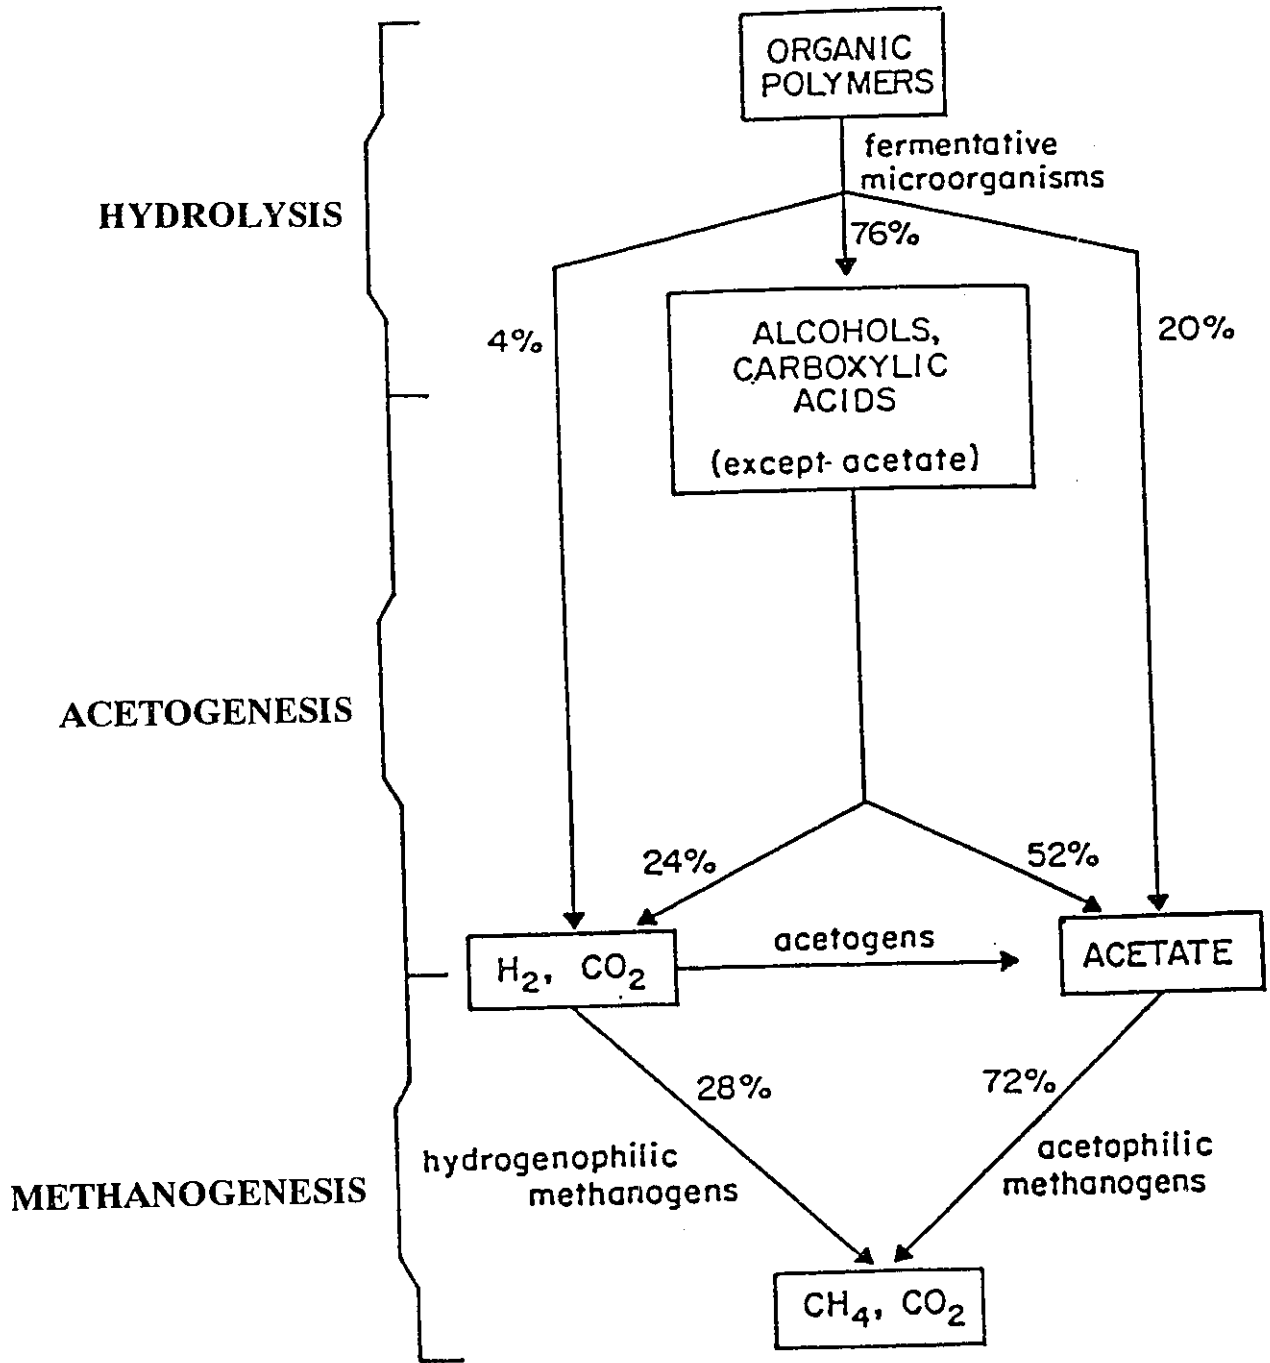 ORGANIC
POLYMERS
fermentative
microorganisms
HYDROLYSIS
76%
4%
20%
ALCOHOLS,
CARBOXYLIC
ACIDS
(except acetate)
ACETOGENESIS
24%
52%
H₂, CO₂
acetogens
ACETATE
28%
72%
hydrogenophilic
methanogens
acetophilic
methanogens
METHANOGENESIS
CH₄, CO₂